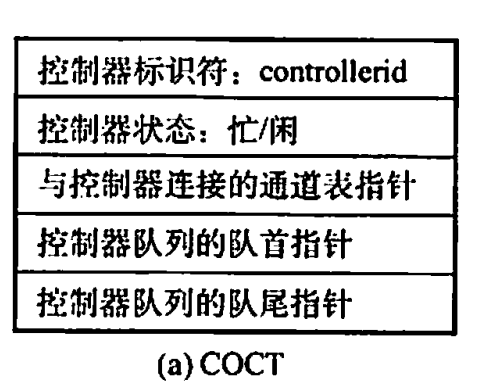 控制器标识符：controllerid
控制器状态：忙/闲
与控制器连接的通道表指针
控制器队列的队首指针
控制器队列的队尾指针
(a) COCT